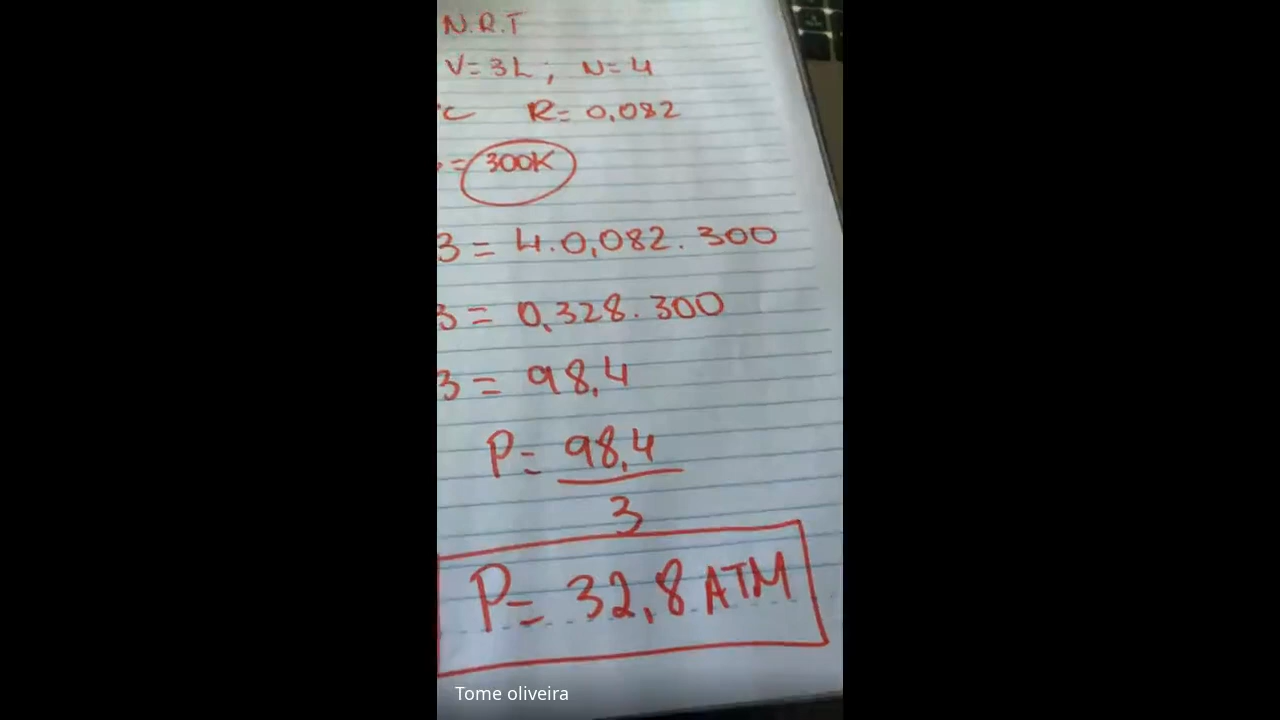 N.R.T
V=3L; N=4
°C R= 0,082
= 300K
3 = 4.0,082.300
3 = 0,328.300
3 = 98,4
P= 98,4
3
P= 32,8 ATM
Tome oliveira